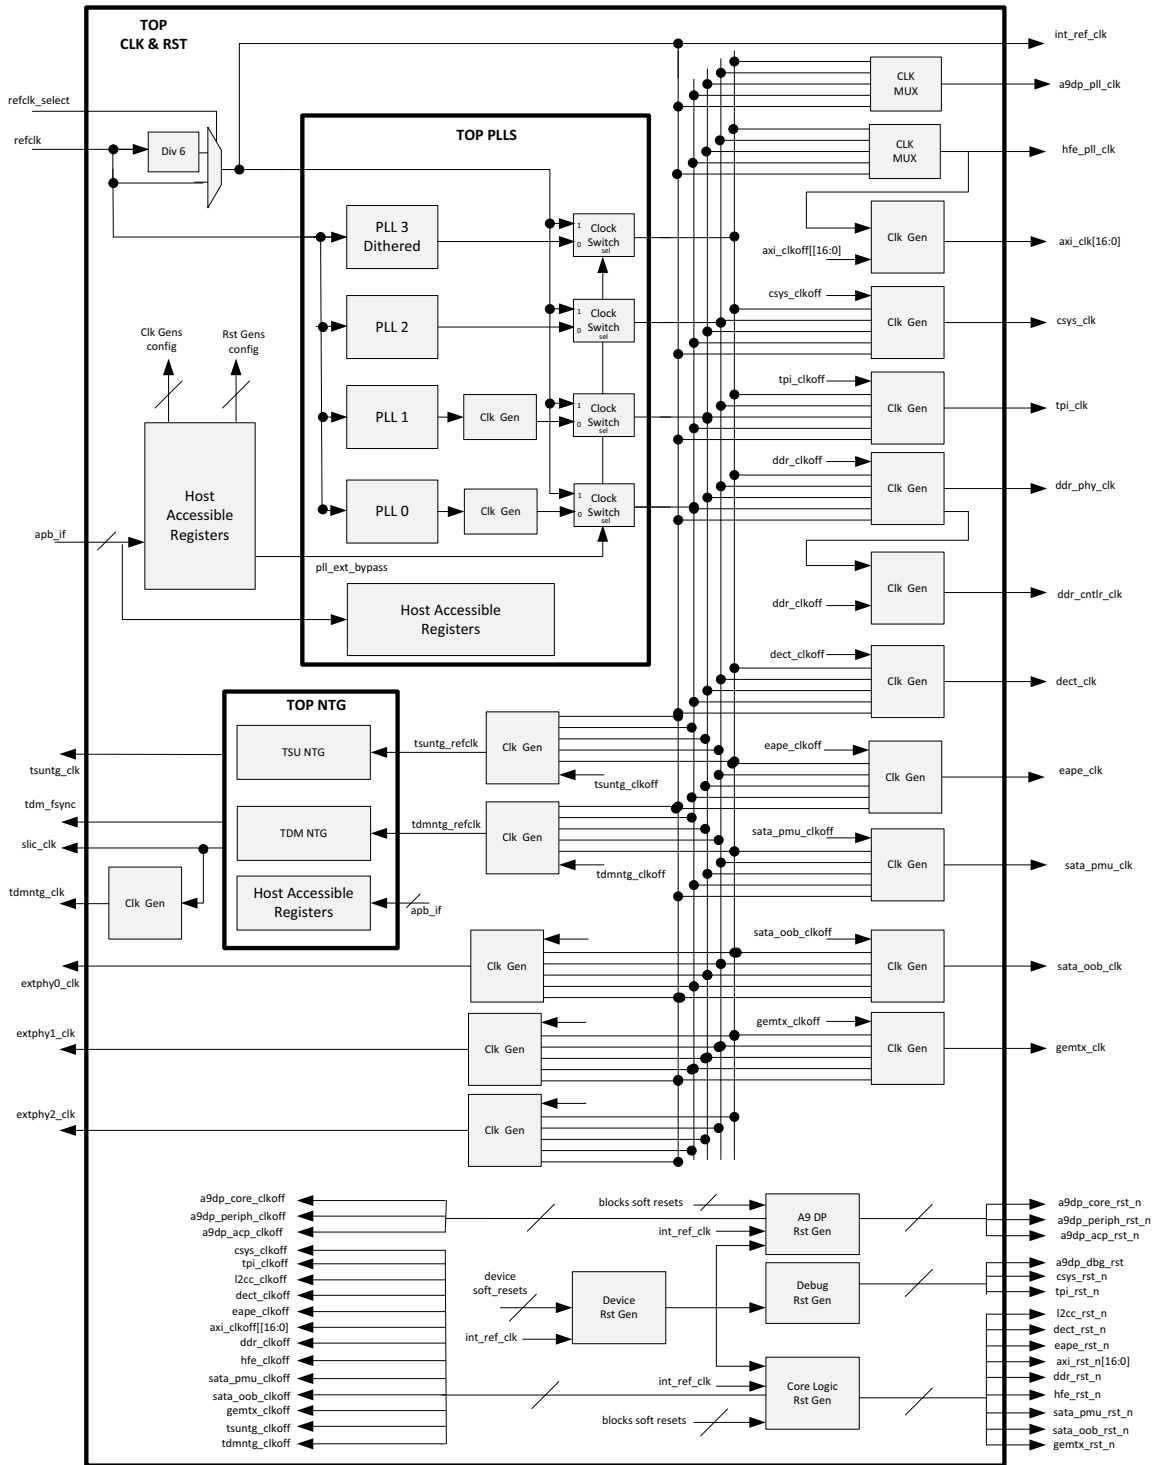 TOP
CLK & RST
int_ref_clk
CLK
MUX
a9dp_pll_clk
refclk_select
refclk
Div 6
TOP PLLS
CLK
MUX
hfe_pll_clk
PLL 3
Dithered
1
0
Clock
Switch
sel
Clk Gen
axi_clkoff[[16:0]
axi_clk[16:0]
csys_clkoff
PLL 2
1
0
Clock
Switch
sel
Clk Gen
csys_clk
Clk Gens
config
Rst Gens
config
tpi_clkoff
PLL 1
Clk Gen
1
0
Clock
Switch
sel
Clk Gen
tpi_clk
ddr_clkoff
Host
Accessible
Registers
PLL 0
Clk Gen
1
0
Clock
Switch
sel
Clk Gen
ddr_phy_clk
apb_if
pll_ext_bypass
Clk Gen
ddr_cntlr_clk
ddr_clkoff
Host Accessible
Registers
dect_clkoff
Clk Gen
dect_clk
TOP NTG
TSU NTG
tsuntg_refclk
Clk Gen
tsuntg_clkoff
tsuntg_clk
eape_clkoff
Clk Gen
eape_clk
tdm_fsync
TDM NTG
tdmntg_refclk
Clk Gen
tdmntg_clkoff
slic_clk
sata_pmu_clkoff
Clk Gen
sata_pmu_clk
tdmntg_clk
Clk Gen
Host Accessible
Registers
apb_if
sata_oob_clkoff
Clk Gen
Clk Gen
sata_oob_clk
extphy0_clk
gemtx_clkoff
extphy1_clk
Clk Gen
Clk Gen
gemtx_clk
extphy2_clk
Clk Gen
a9dp_core_clkoff
a9dp_periph_clkoff
a9dp_acp_clkoff
csys_clkoff
tpi_clkoff
l2cc_clkoff
dect_clkoff
eape_clkoff
axi_clkoff[[16:0]
ddr_clkoff
hfe_clkoff
sata_pmu_clkoff
sata_oob_clkoff
gemtx_clkoff
tsuntg_clkoff
tdmntg_clkoff
blocks soft resets
int_ref_clk
A9 DP
Rst Gen
device
soft_resets
int_ref_clk
Device
Rst Gen
Debug
Rst Gen
int_ref_clk
blocks soft resets
Core Logic
Rst Gen
a9dp_core_rst_n
a9dp_periph_rst_n
a9dp_acp_rst_n
a9dp_dbg_rst
csys_rst_n
tpi_rst_n
l2cc_rst_n
dect_rst_n
eape_rst_n
axi_rst_n[16:0]
ddr_rst_n
hfe_rst_n
sata_pmu_rst_n
sata_oob_rst_n
gemtx_rst_n